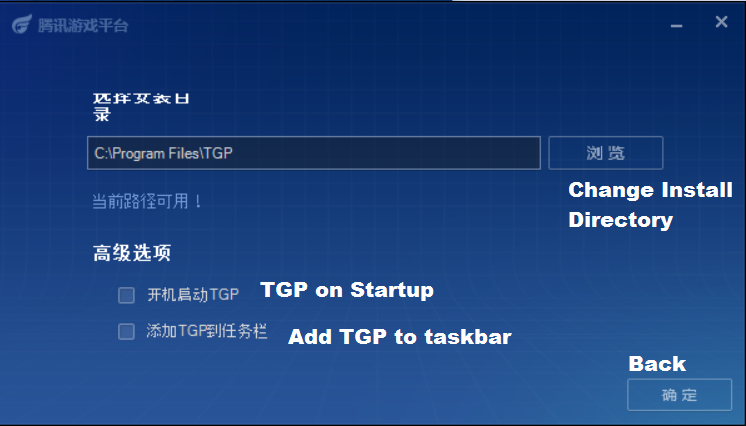 腾讯游戏平台
选择安装目
录
C:\Program Files\TGP
浏览
当前路径可用！
Change Install
Directory
高级选项
开机启动TGP
TGP on Startup
添加TGP到任务栏
Add TGP to taskbar
Back
确定